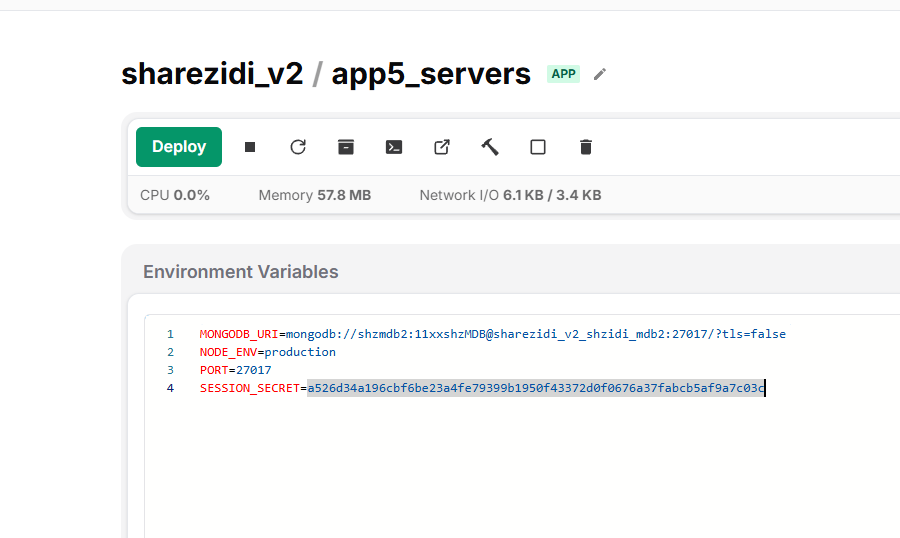 sharezidi_v2 / app5_servers APP
Deploy
CPU 0.0% Memory 57.8 MB Network I/O 6.1 KB / 3.4 KB
Environment Variables
1 MONGODB_URI=mongodb://shzmdb2:11xxshzMDB@sharezidi_v2_shzidi_mdb2:27017/?tls=false
2 NODE_ENV=production
3 PORT=27017
4 SESSION_SECRET=a526d34a196cbf6be23a4fe79399b1950f43372d0f0676a37fabcb5af9a7c03c